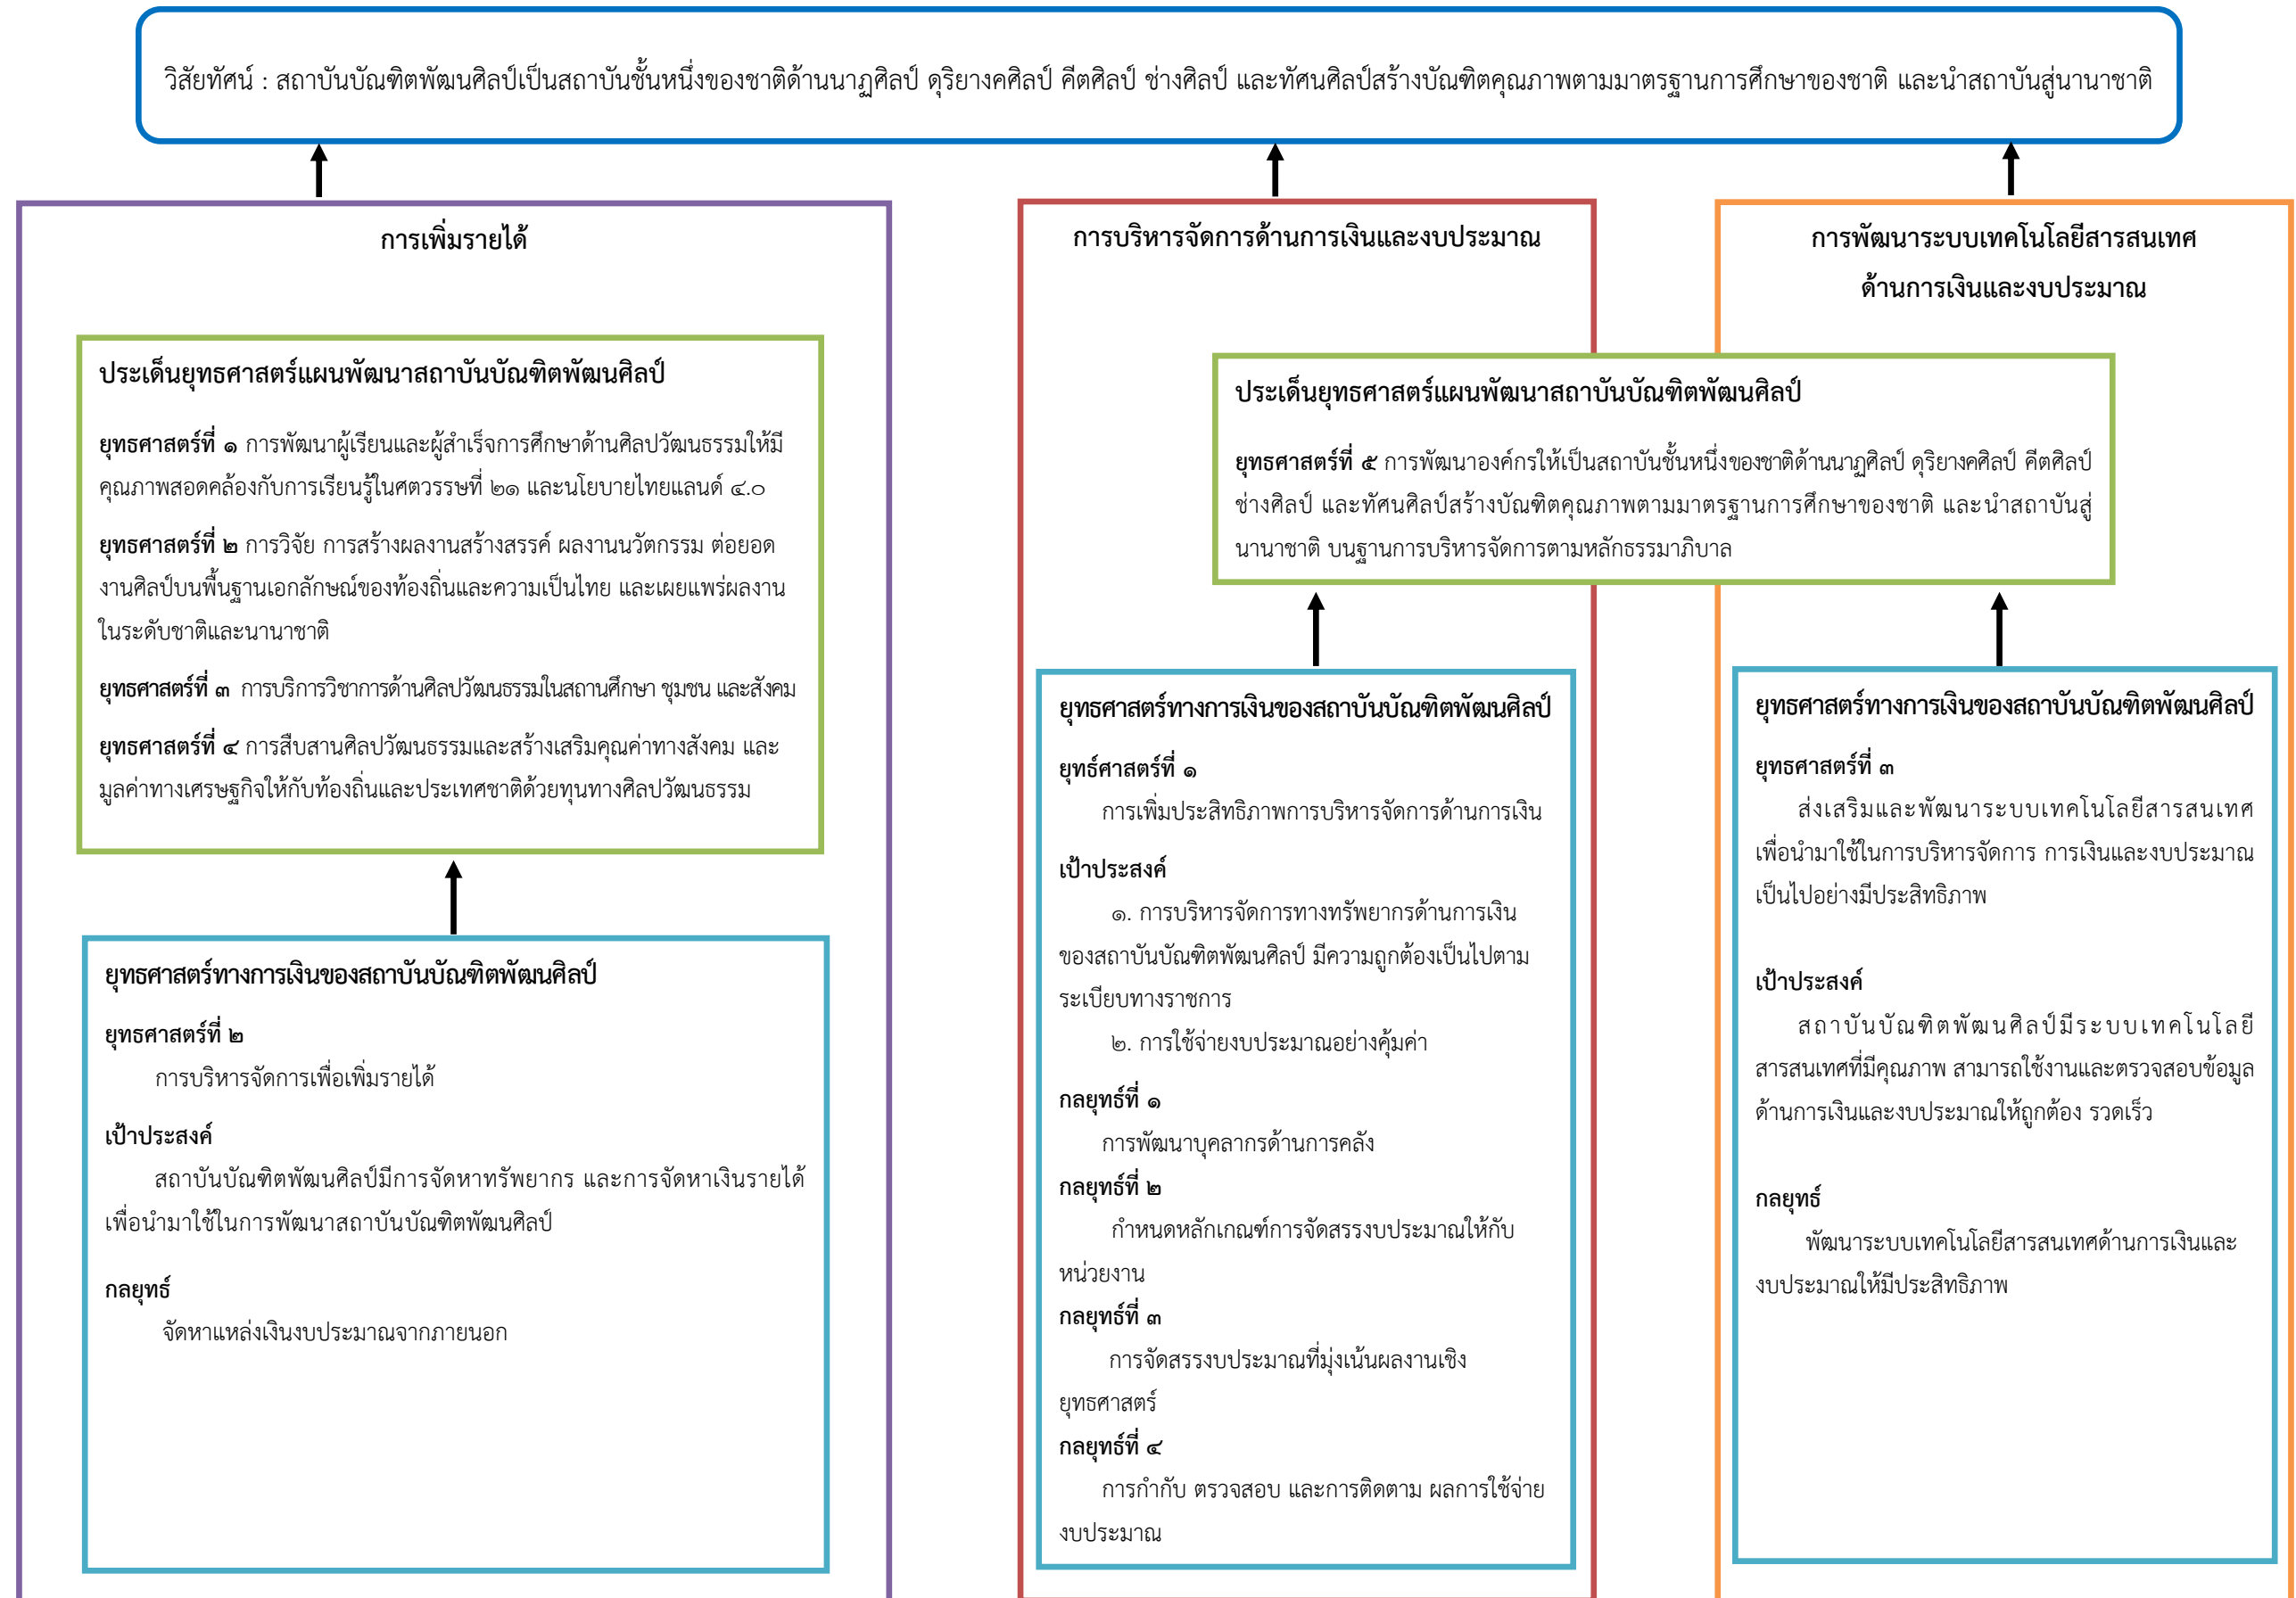 วิสัยทัศน์ : สถาบันบัณฑิตพัฒนศิลป์เป็นสถาบันชั้นหนึ่งของชาติด้านนาฏศิลป์ ดุริยางคศิลป์ คีตศิลป์ ช่างศิลป์ และทัศนศิลป์สร้างบัณฑิตคุณภาพตามมาตรฐานการศึกษาของชาติ และนำสถาบันสู่นานาชาติ
การเพิ่มรายได้
ประเด็นยุทธศาสตร์แผนพัฒนาสถาบันบัณฑิตพัฒนศิลป์
ยุทธศาสตร์ที่ ๑ การพัฒนาผู้เรียนและผู้สำเร็จการศึกษาด้านศิลปวัฒนธรรมให้มี
คุณภาพสอดคล้องกับการเรียนรู้ในศตวรรษที่ ๒๑ และนโยบายไทยแลนด์ ๔.๐
ยุทธศาสตร์ที่ ๒ การวิจัย การสร้างผลงานสร้างสรรค์ ผลงานนวัตกรรม ต่อยอด
งานศิลป์บนพื้นฐานเอกลักษณ์ของท้องถิ่นและความเป็นไทย และเผยแพร่ผลงาน
ในระดับชาติและนานาชาติ
ยุทธศาสตร์ที่ ๓ การบริการวิชาการด้านศิลปวัฒนธรรมในสถานศึกษา ชุมชน และสังคม
ยุทธศาสตร์ที่ ๔ การสืบสานศิลปวัฒนธรรมและสร้างเสริมคุณค่าทางสังคม และ
มูลค่าทางเศรษฐกิจให้กับท้องถิ่นและประเทศชาติด้วยทุนทางศิลปวัฒนธรรม
ยุทธศาสตร์ทางการเงินของสถาบันบัณฑิตพัฒนศิลป์
ยุทธศาสตร์ที่ ๒
การบริหารจัดการเพื่อเพิ่มรายได้
เป้าประสงค์
สถาบันบัณฑิตพัฒนศิลป์มีการจัดหาทรัพยากร และการจัดหาเงินรายได้
เพื่อนำมาใช้ในการพัฒนาสถาบันบัณฑิตพัฒนศิลป์
กลยุทธ์
จัดหาแหล่งเงินงบประมาณจากภายนอก
การบริหารจัดการด้านการเงินและงบประมาณ
การพัฒนาระบบเทคโนโลยีสารสนเทศ
ด้านการเงินและงบประมาณ
ประเด็นยุทธศาสตร์แผนพัฒนาสถาบันบัณฑิตพัฒนศิลป์
ยุทธศาสตร์ที่ ๕ การพัฒนาองค์กรให้เป็นสถาบันชั้นหนึ่งของชาติด้านนาฏศิลป์ ดุริยางคศิลป์ คีตศิลป์
ช่างศิลป์ และทัศนศิลป์สร้างบัณฑิตคุณภาพตามมาตรฐานการศึกษาของชาติ และนำสถาบันสู่
นานาชาติ บนฐานการบริหารจัดการตามหลักธรรมาภิบาล
ยุทธศาสตร์ทางการเงินของสถาบันบัณฑิตพัฒนศิลป์
ยุทธ์ศาสตร์ที่ ๑
การเพิ่มประสิทธิภาพการบริหารจัดการด้านการเงิน
เป้าประสงค์
๑. การบริหารจัดการทางทรัพยากรด้านการเงิน
ของสถาบันบัณฑิตพัฒนศิลป์ มีความถูกต้องเป็นไปตาม
ระเบียบทางราชการ
๒. การใช้จ่ายงบประมาณอย่างคุ้มค่า
กลยุทธ์ที่ ๑
การพัฒนาบุคลากรด้านการคลัง
กลยุทธ์ที่ ๒
กำหนดหลักเกณฑ์การจัดสรรงบประมาณให้กับ
หน่วยงาน
กลยุทธ์ที่ ๓
การจัดสรรงบประมาณที่มุ่งเน้นผลงานเชิง
ยุทธศาสตร์
กลยุทธ์ที่ ๔
การกำกับ ตรวจสอบ และการติดตาม ผลการใช้จ่าย
งบประมาณ
ยุทธศาสตร์ทางการเงินของสถาบันบัณฑิตพัฒนศิลป์
ยุทธศาสตร์ที่ ๓
ส่งเสริมและพัฒนาระบบเทคโนโลยีสารสนเทศ
เพื่อนำมาใช้ในการบริหารจัดการ การเงินและงบประมาณ
เป็นไปอย่างมีประสิทธิภาพ
เป้าประสงค์
สถาบันบัณฑิตพัฒนศิลป์มีระบบเทคโนโลยี
สารสนเทศที่มีคุณภาพ สามารถใช้งานและตรวจสอบข้อมูล
ด้านการเงินและงบประมาณให้ถูกต้อง รวดเร็ว
กลยุทธ์
พัฒนาระบบเทคโนโลยีสารสนเทศด้านการเงินและ
งบประมาณให้มีประสิทธิภาพ